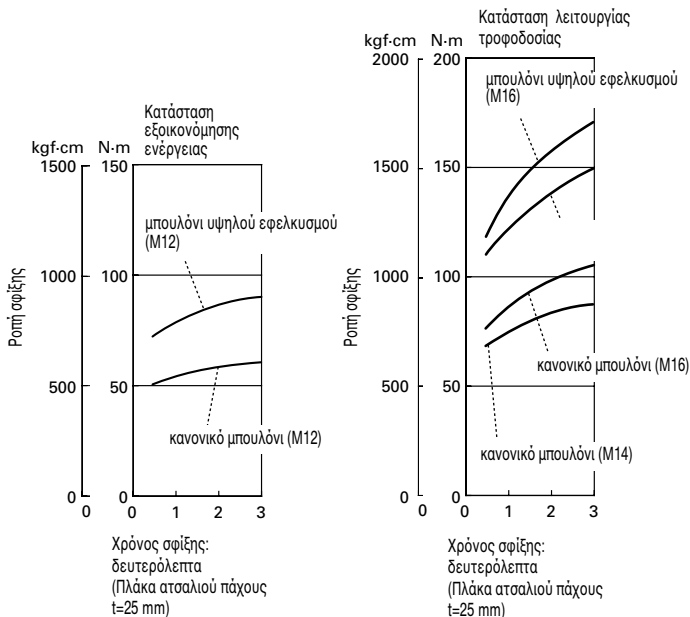 Κατάσταση
εξοικονόμησης
ενέργειας
kgf·cm N·m
1500 150
μπουλόνι υψηλού εφελκυσμού
(M12)
1000 100
Ροπή σφίξης
500 50
κανονικό μπουλόνι (M12)
0 0
0 0 1 2 3
Χρόνος σφίξης:
δευτερόλεπτα
(Πλάκα ατσαλιού πάχους
t=25 mm)
Κατάσταση λειτουργίας
τροφοδοσίας
kgf·cm N·m
2000 200
μπουλόνι υψηλού εφελκυσμού
(M16)
1500 150
1000 100
Ροπή σφίξης
κανονικό μπουλόνι (M16)
500 50
κανονικό μπουλόνι (M14)
0 0
0 0 1 2 3
Χρόνος σφίξης:
δευτερόλεπτα
(Πλάκα ατσαλιού πάχους
t=25 mm)